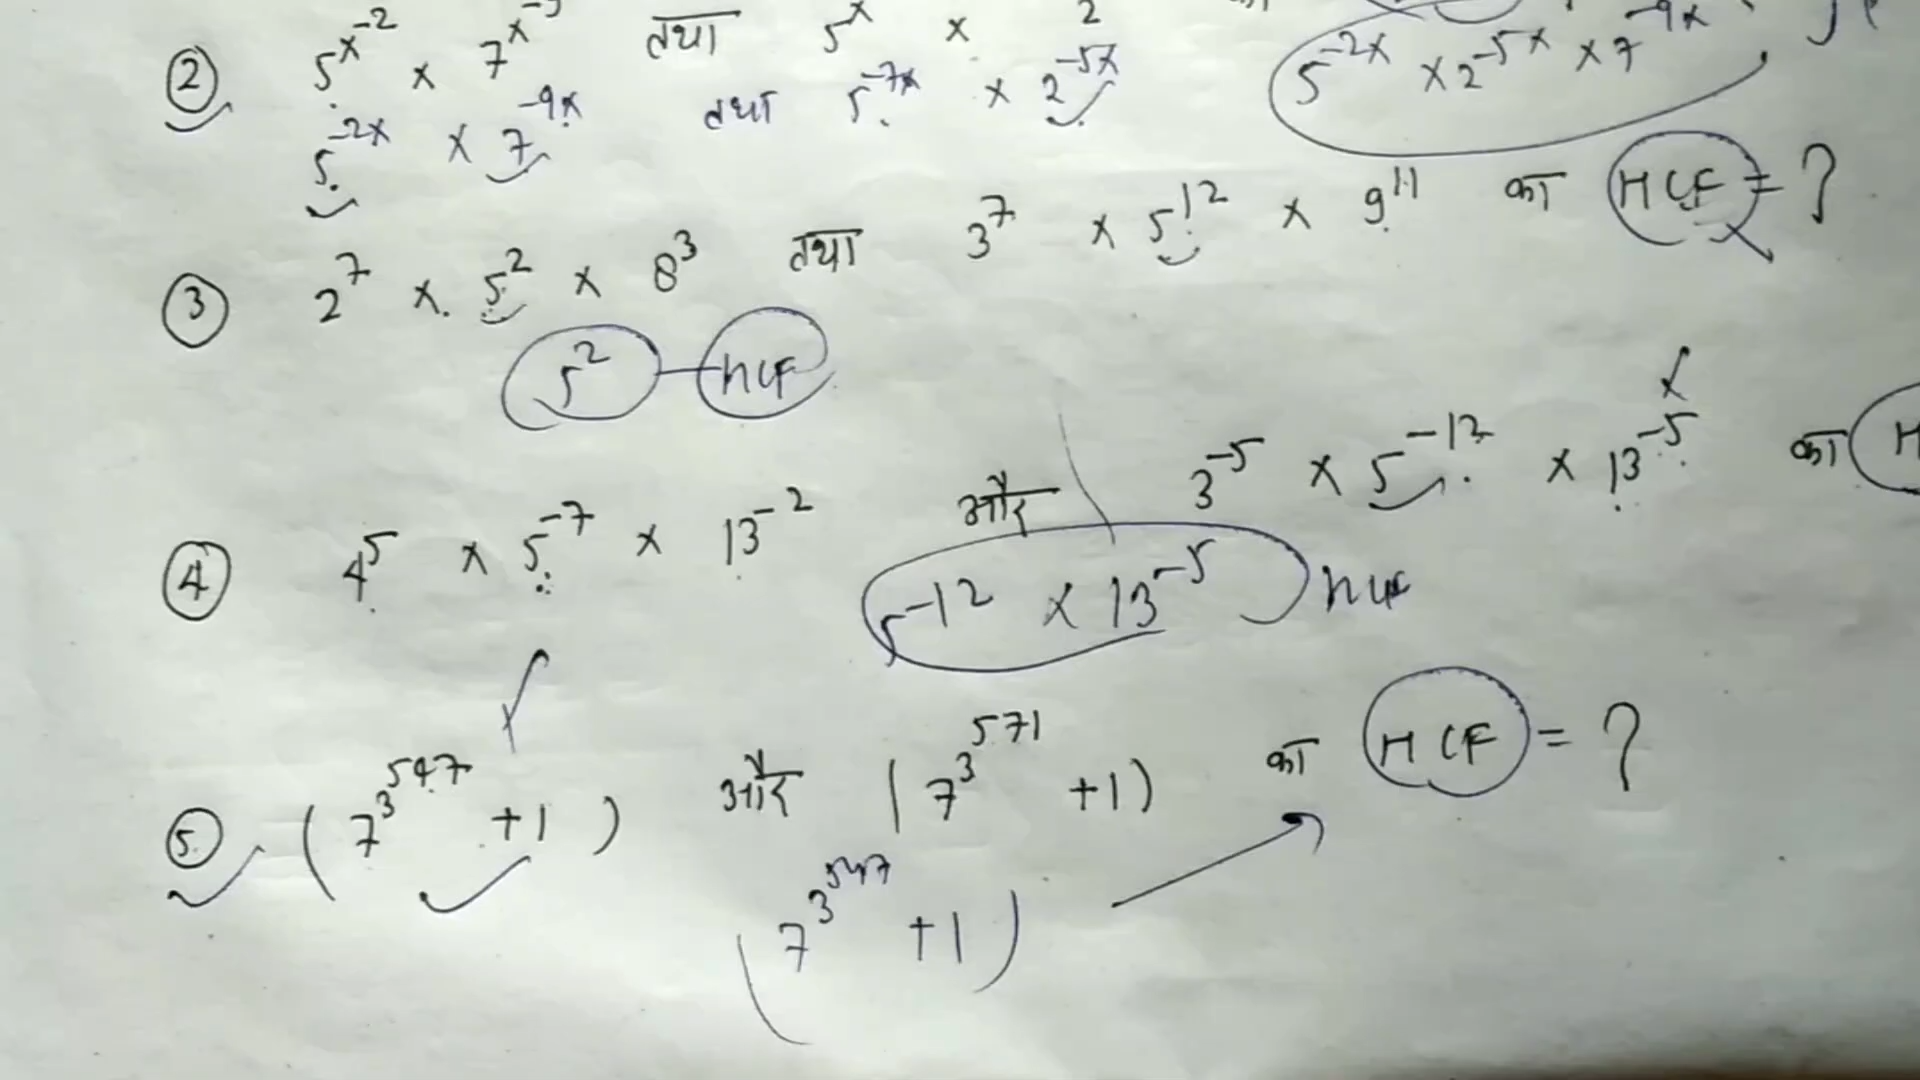 ② 5^x^-2 × 7^x तथा 5^x × 2
5^-2x × 7^-9x तथा 5^-7x × 2^-5x
5^-2x × 2^-5x × 7^-9x
③ 2^7 × 5^2 × 8^3 तथा 3^7 × 5^12 × 9^11 का HCF = ?
5^2 — HCF
④ 4^5 × 5^-7 × 13^-2 और 3^-5 × 5^-12 × 13^-5 का H
5^-12 × 13^-5 HCF
⑤ (7^3^547 + 1) और (7^3^571 + 1) का HCF = ?
(7^3^547 + 1)